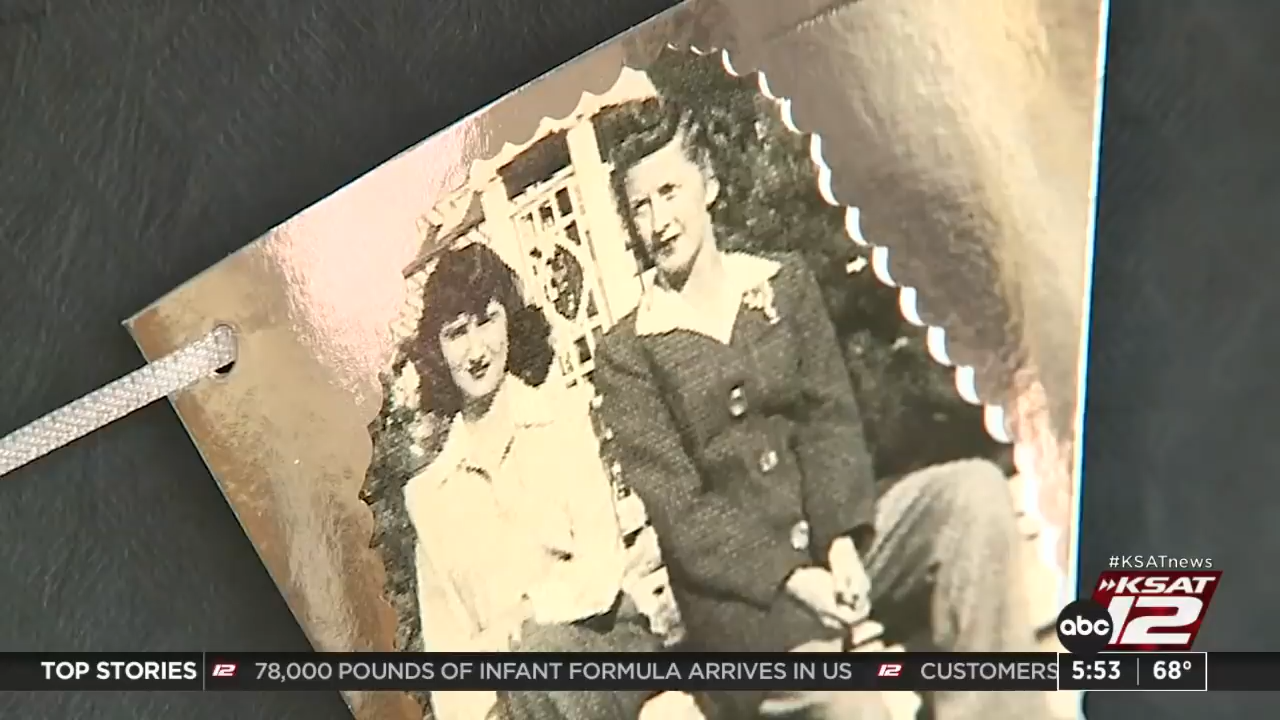 #KSATnews
KSAT
abc 12
TOP STORIES 12 78,000 POUNDS OF INFANT FORMULA ARRIVES IN US 12 CUSTOMERS 5:53 68°